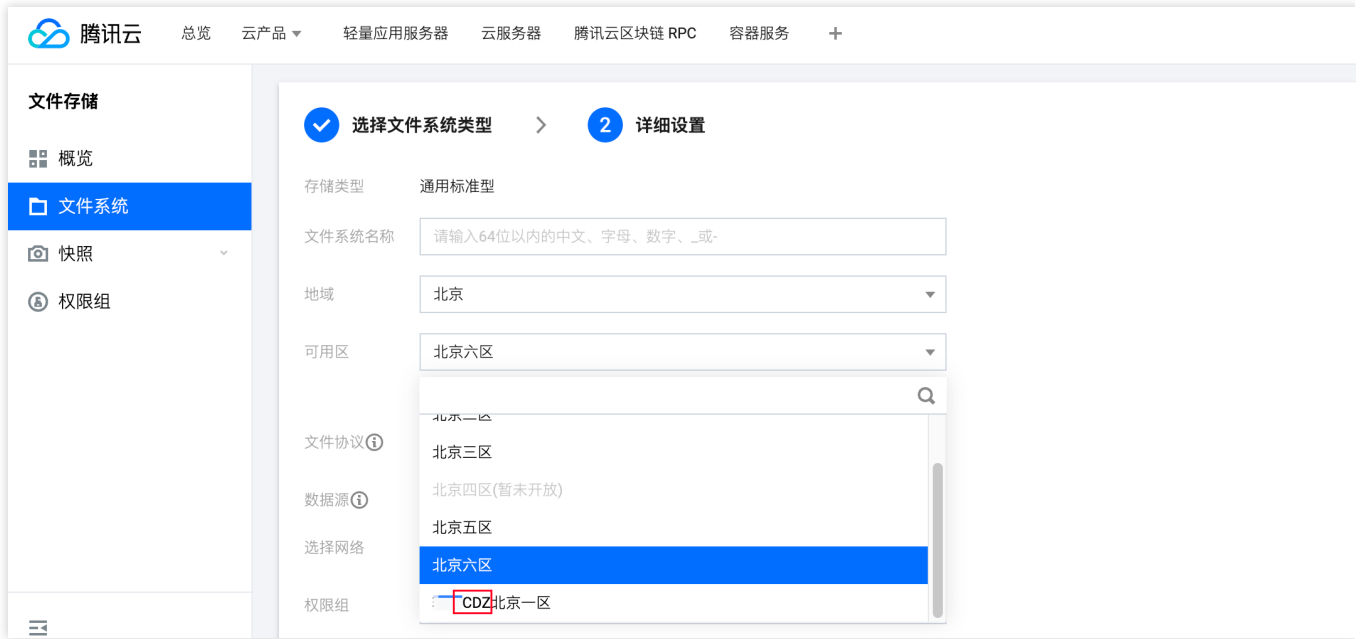 腾讯云 总览 云产品 轻量应用服务器 云服务器 腾讯云区块链 RPC 容器服务 +
文件存储
概览
文件系统
快照
权限组
选择文件系统类型 > 2 详细设置
存储类型 通用标准型
文件系统名称 请输入64位以内的中文、字母、数字、_或-
地域 北京
可用区 北京六区
北京二区
北京三区
文件协议
北京四区(暂未开放)
数据源
北京五区
选择网络
北京六区
权限组 CDZ北京一区